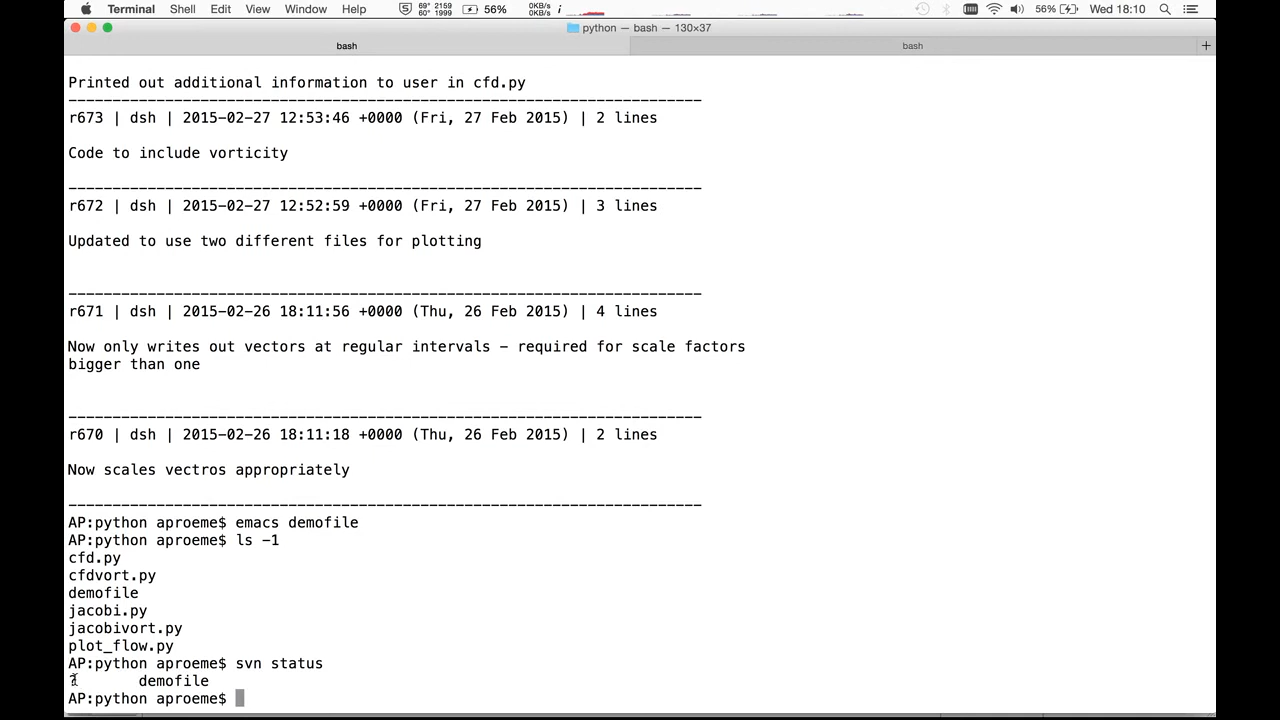 Terminal Shell Edit View Window Help 69° 2159 60° 1999 56% 0KB/s 0KB/s 56% Wed 18:10
python — bash — 130×37
bash bash +
Printed out additional information to user in cfd.py
------------------------------------------------------------------------
r673 | dsh | 2015-02-27 12:53:46 +0000 (Fri, 27 Feb 2015) | 2 lines
Code to include vorticity
------------------------------------------------------------------------
r672 | dsh | 2015-02-27 12:52:59 +0000 (Fri, 27 Feb 2015) | 3 lines
Updated to use two different files for plotting
------------------------------------------------------------------------
r671 | dsh | 2015-02-26 18:11:56 +0000 (Thu, 26 Feb 2015) | 4 lines
Now only writes out vectors at regular intervals - required for scale factors
bigger than one
------------------------------------------------------------------------
r670 | dsh | 2015-02-26 18:11:18 +0000 (Thu, 26 Feb 2015) | 2 lines
Now scales vectros appropriately
------------------------------------------------------------------------
AP:python aproeme$ emacs demofile
AP:python aproeme$ ls -1
cfd.py
cfdvort.py
demofile
jacobi.py
jacobivort.py
plot_flow.py
AP:python aproeme$ svn status
? demofile
AP:python aproeme$